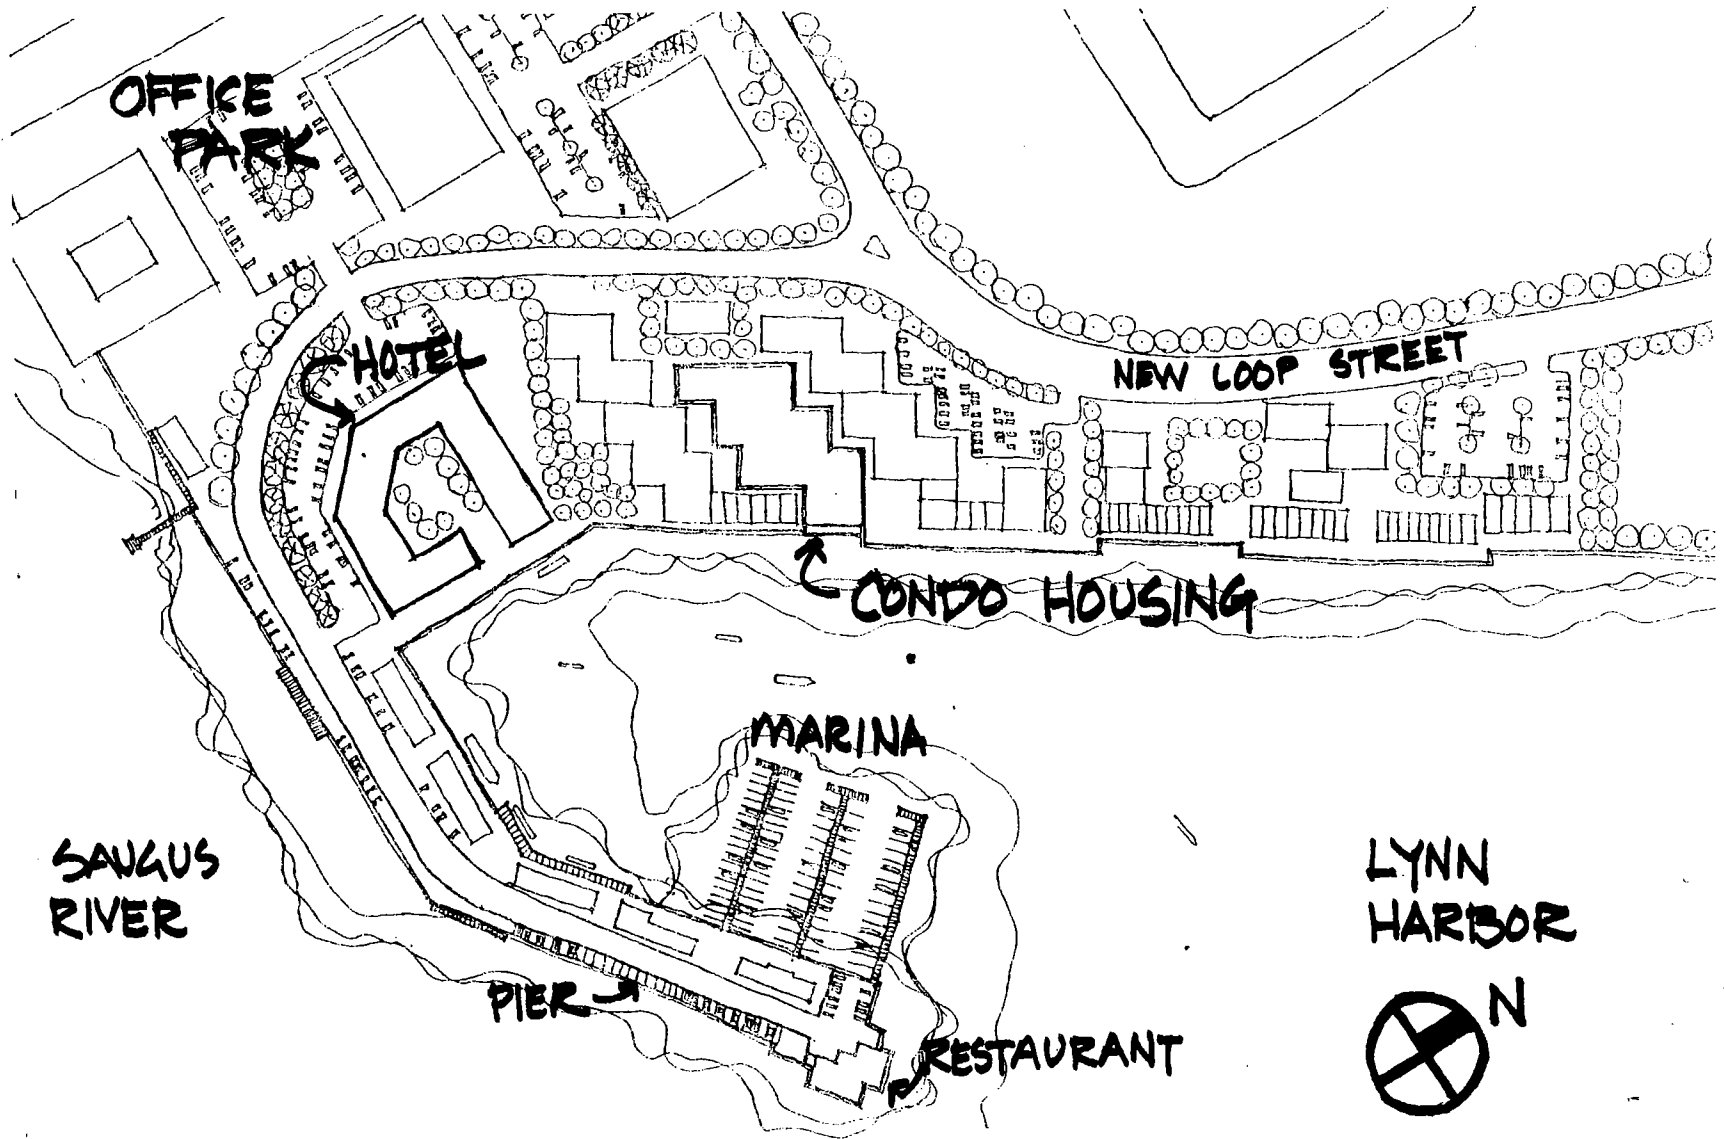 OFFICE
PARK
HOTEL
NEW LOOP STREET
CONDO HOUSING
MARINA
SAUGUS
RIVER
LYNN
HARBOR
PIER
N
RESTAURANT